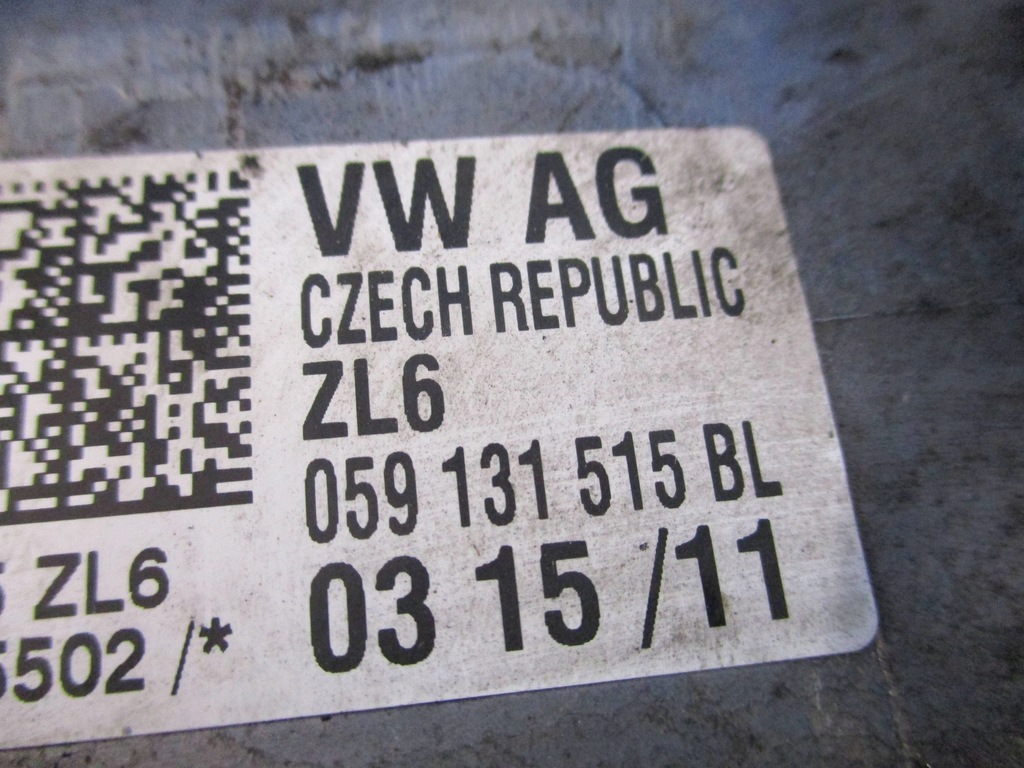 VW AG
CZECH REPUBLIC
ZL6
059 131 515 BL
03 15 /11
ZL6
5502 /*